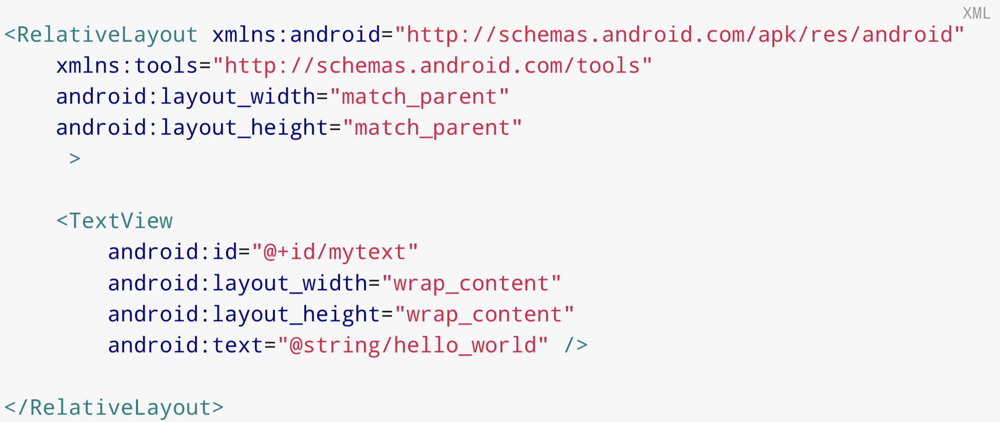 XML
<RelativeLayout xmlns:android="http://schemas.android.com/apk/res/android"
    xmlns:tools="http://schemas.android.com/tools"
    android:layout_width="match_parent"
    android:layout_height="match_parent"
     >

    <TextView
        android:id="@+id/mytext"
        android:layout_width="wrap_content"
        android:layout_height="wrap_content"
        android:text="@string/hello_world" />

</RelativeLayout>